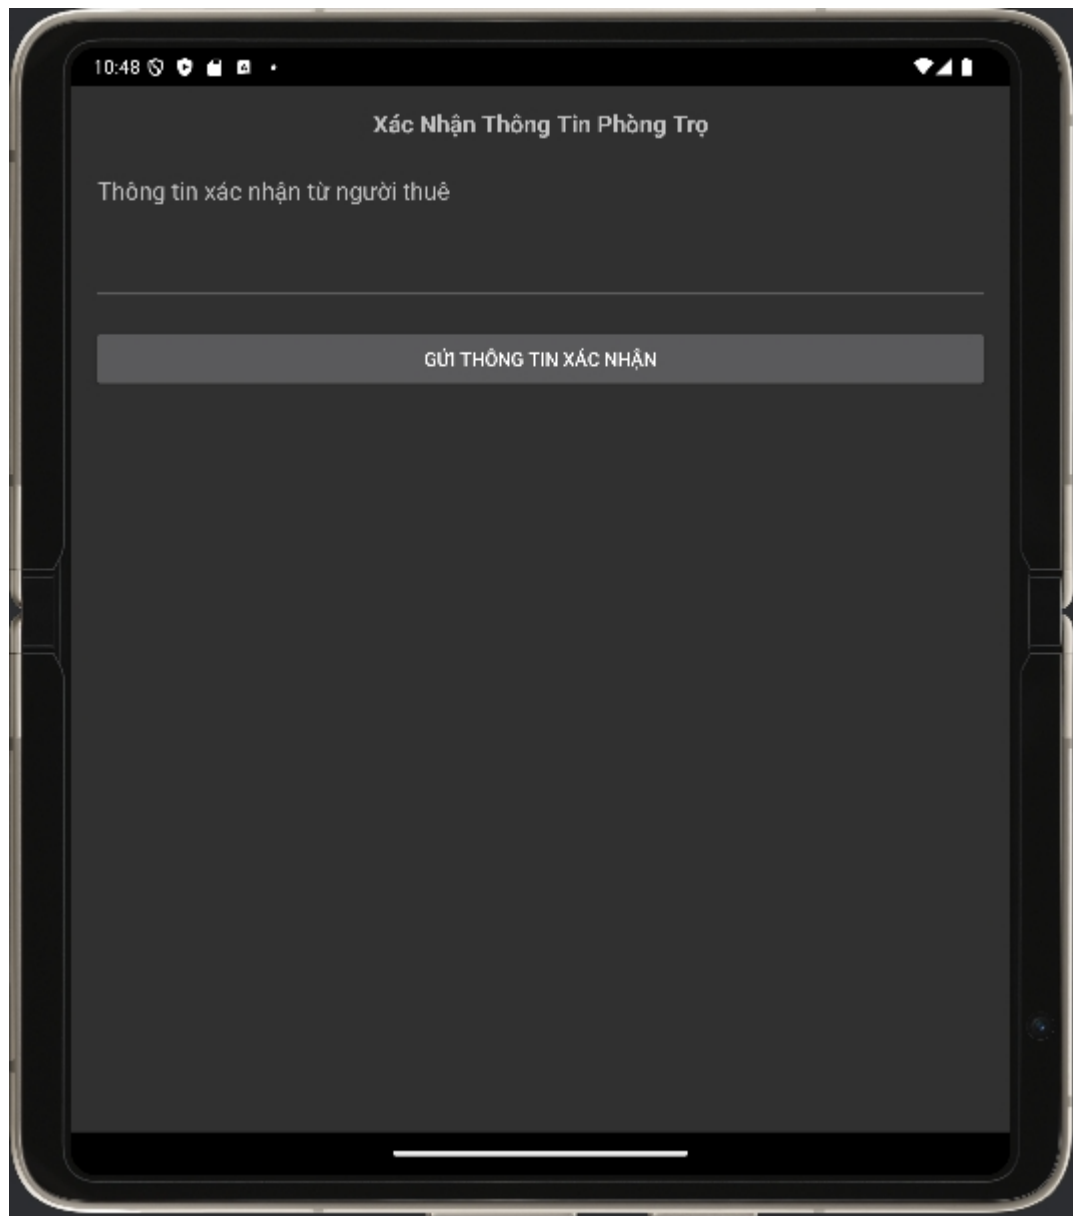 10:48
Xác Nhận Thông Tin Phòng Trọ
Thông tin xác nhận từ người thuê
GỬI THÔNG TIN XÁC NHẬN